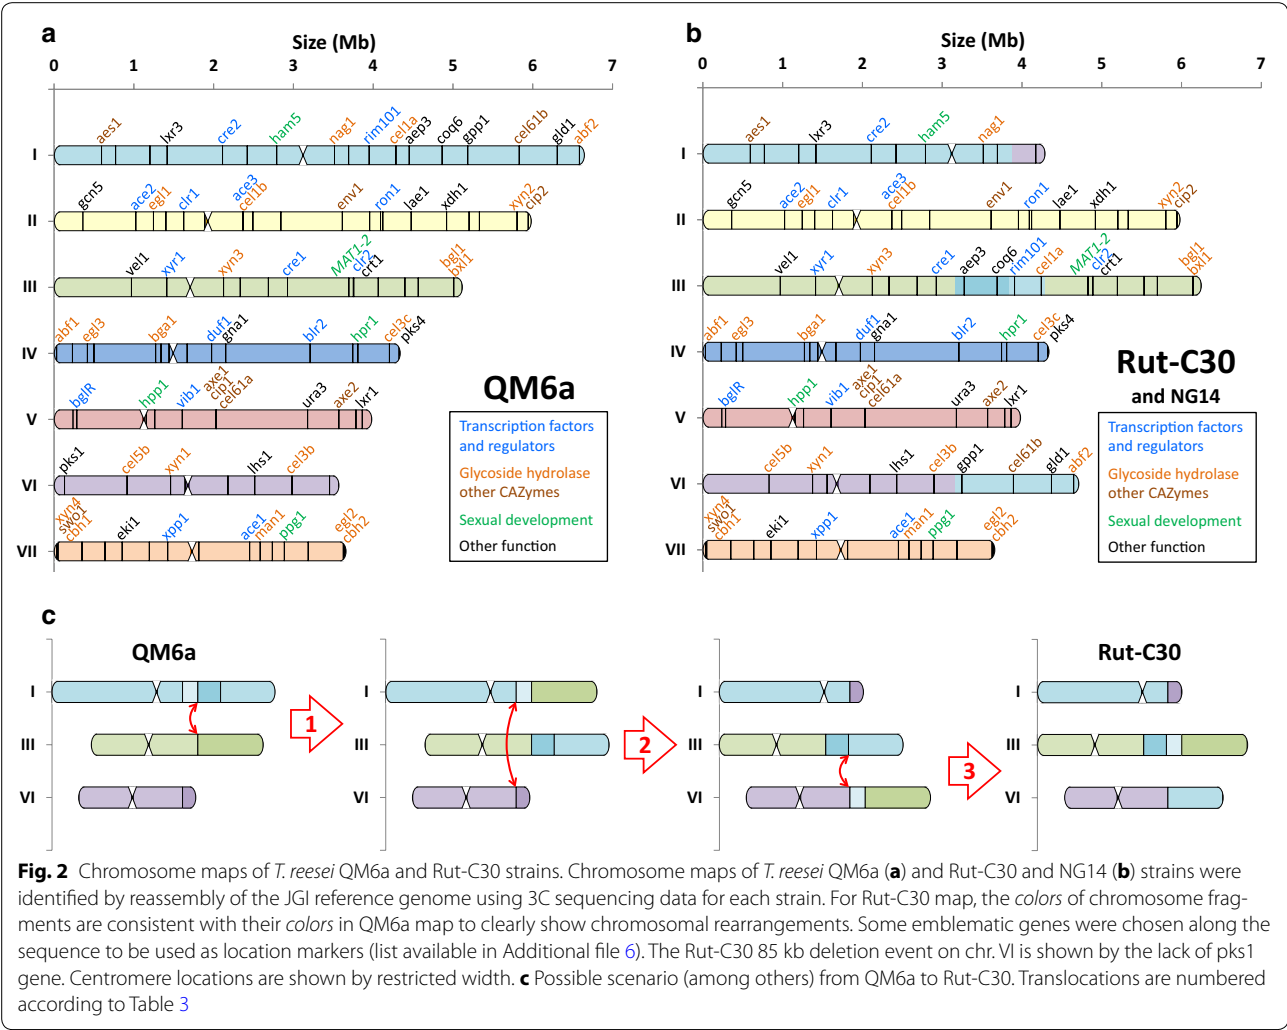 a
Size (Mb)
0 1 2 3 4 5 6 7
aes1 lxr3 cre2 ham5 nag1 rim101 cel1a aep3 coq6 gpp1 cel61b gld1 abf2
I
gcn5 ace2 egl1 clr1 ace3 cel1b env1 ron1 lae1 xdh1 xyn2 cip2
II
vel1 xyr1 xyn3 cre1 MAT1-2 clr2 crt1 bgl1 bxl1
III
abf1 egl3 bga1 duf1 gna1 blr2 hpr1 cel3c pks4
IV
bglR hpp1 vib1 axe1 cip1 cel61a ura3 axe2 lxr1
V
pks1 cel5b xyn1 lhs1 cel3b
VI
xyn4 swo1 cbh1 eki1 xpp1 ace1 man1 ppg1 egl2 cbh2
VII
QM6a
Transcription factors
and regulators
Glycoside hydrolase
other CAZymes
Sexual development
Other function
b
Size (Mb)
0 1 2 3 4 5 6 7
aes1 lxr3 cre2 ham5 nag1
I
gcn5 ace2 egl1 clr1 ace3 cel1b env1 ron1 lae1 xdh1 xyn2 cip2
II
vel1 xyr1 xyn3 cre1 aep3 coq6 rim101 cel1a MAT1-2 clr2 crt1 bgl1 bxl1
III
abf1 egl3 bga1 duf1 gna1 blr2 hpr1 cel3c pks4
IV
bglR hpp1 vib1 axe1 cip1 cel61a ura3 axe2 lxr1
V
cel5b xyn1 lhs1 cel3b gpp1 cel61b gld1 abf2
VI
xyn4 swo1 cbh1 eki1 xpp1 ace1 man1 ppg1 egl2 cbh2
VII
Rut-C30
and NG14
Transcription factors
and regulators
Glycoside hydrolase
other CAZymes
Sexual development
Other function
c
QM6a
I
III
VI
1
I
III
VI
2
I
III
VI
3
Rut-C30
I
III
VI
Fig. 2 Chromosome maps of T. reesei QM6a and Rut-C30 strains. Chromosome maps of T. reesei QM6a (a) and Rut-C30 and NG14 (b) strains were
identified by reassembly of the JGI reference genome using 3C sequencing data for each strain. For Rut-C30 map, the colors of chromosome frag-
ments are consistent with their colors in QM6a map to clearly show chromosomal rearrangements. Some emblematic genes were chosen along the
sequence to be used as location markers (list available in Additional file 6). The Rut-C30 85 kb deletion event on chr. VI is shown by the lack of pks1
gene. Centromere locations are shown by restricted width. c Possible scenario (among others) from QM6a to Rut-C30. Translocations are numbered
according to Table 3